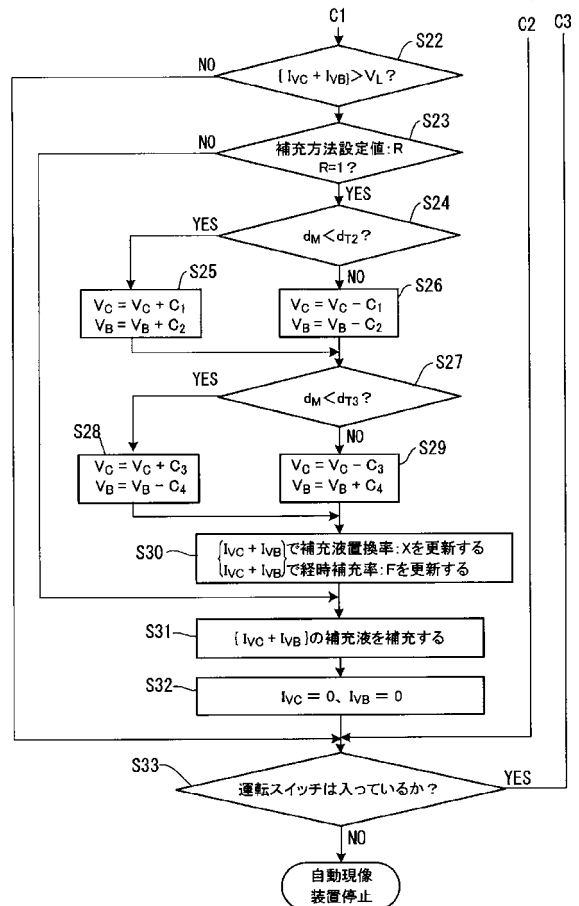 C1
C2
C3
S22
NO
{ I_VC + I_VB } > V_L ?
S23
NO
補充方法設定値:R
R=1?
YES
S24
YES
d_M < d_T2 ?
NO
S25
V_C = V_C + C_1
V_B = V_B + C_2
S26
V_C = V_C − C_1
V_B = V_B − C_2
S27
YES
d_M < d_T3 ?
NO
S28
V_C = V_C + C_3
V_B = V_B − C_4
S29
V_C = V_C − C_3
V_B = V_B + C_4
S30
{I_VC + I_VB}で補充液置換率:Xを更新する
{I_VC + I_VB}で経時補充率:Fを更新する
S31
{ I_VC + I_VB }の補充液を補充する
S32
I_VC = 0、I_VB = 0
S33
運転スイッチは入っているか?
YES
NO
自動現像
装置停止